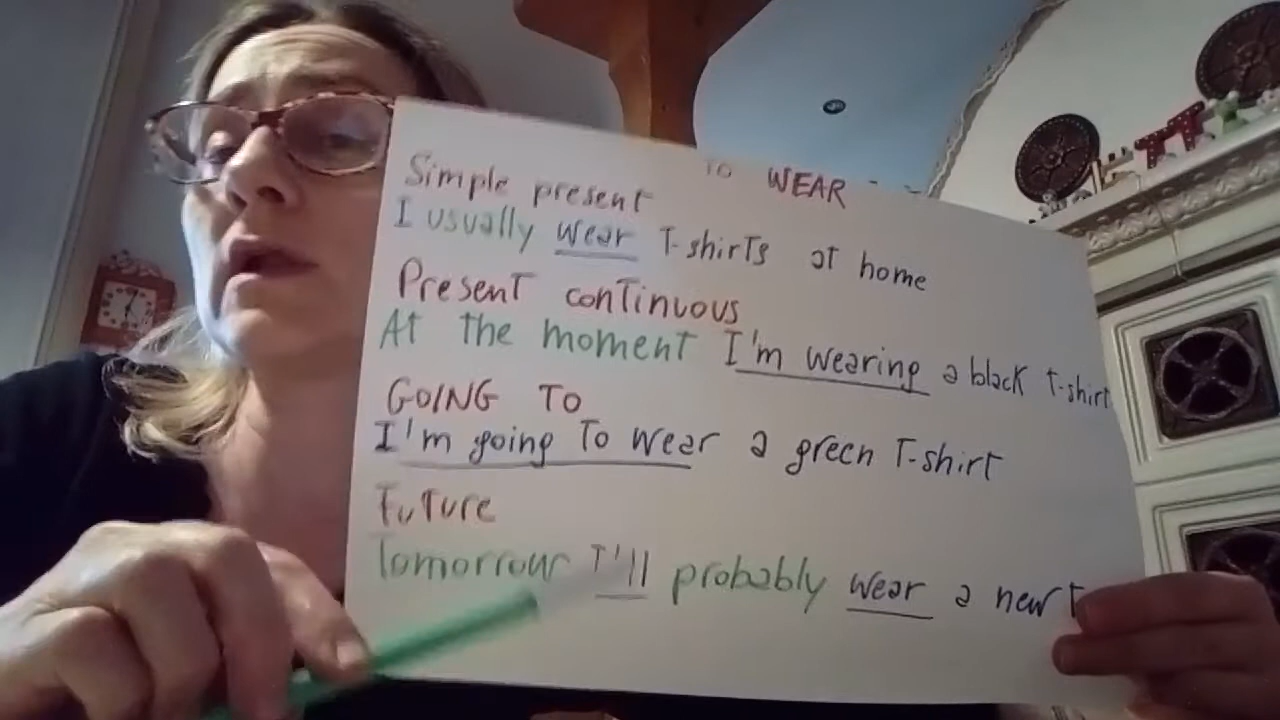 TO WEAR
Simple present
I usually wear T-shirts at home
Present continuous
At the moment I'm wearing a black t-shirt
GOING TO
I'm going To wear a green T-shirt
Future
Tomorrow I'll probably wear a new